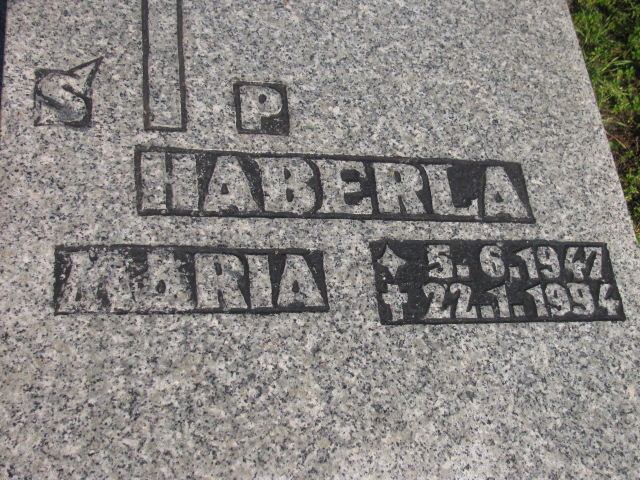 Ś P
HABERLA
MARIA
★ 5.6.1947
✝ 22.1.1994